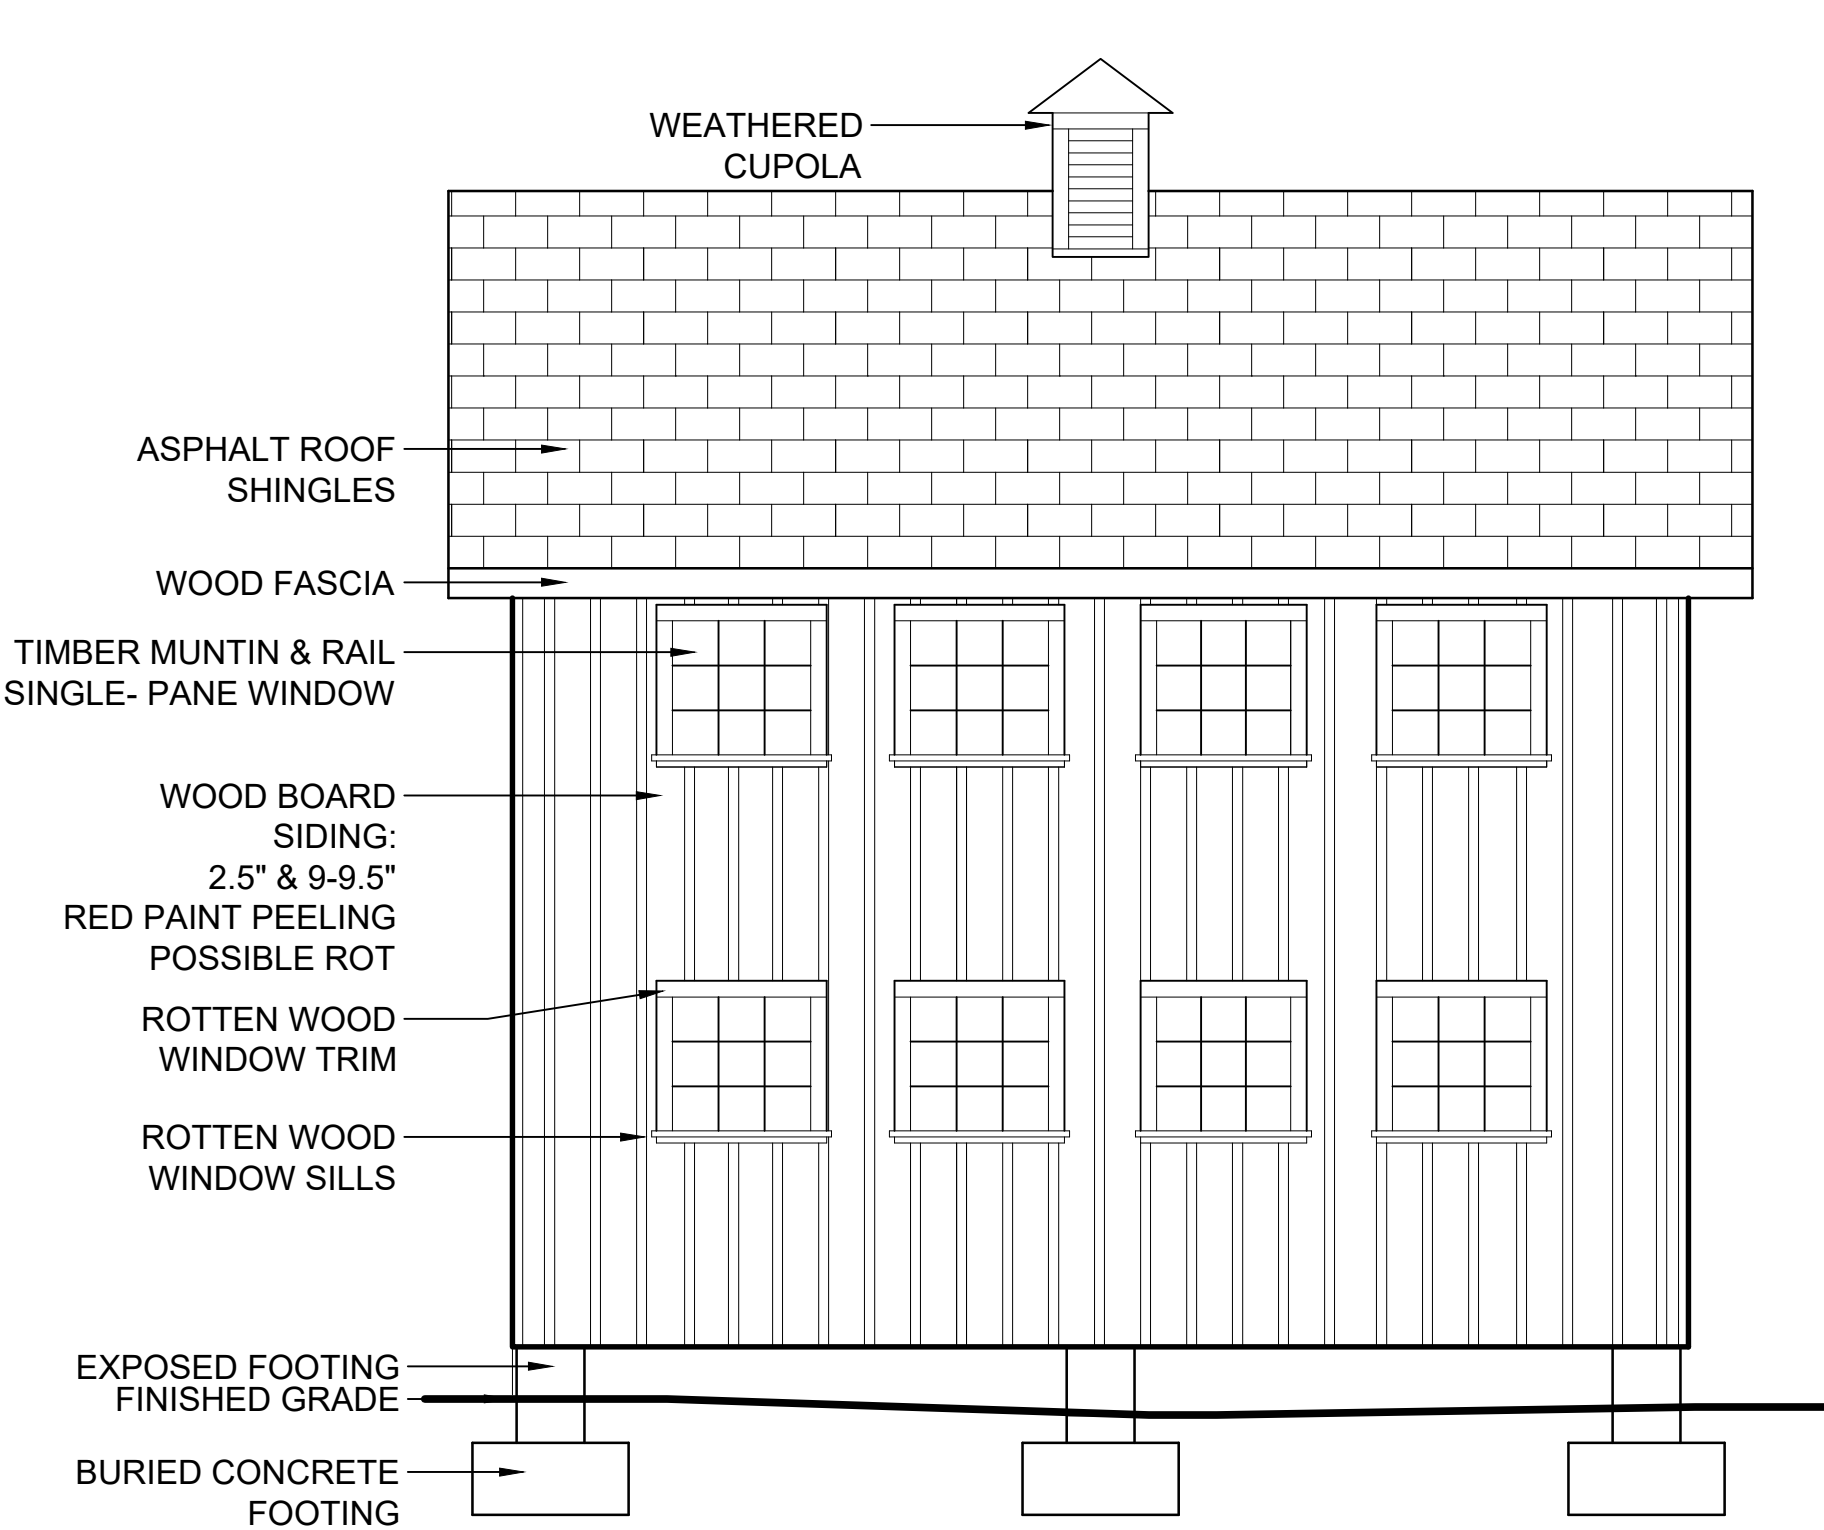 WEATHERED
CUPOLA
ASPHALT ROOF
SHINGLES
WOOD FASCIA
TIMBER MUNTIN & RAIL
SINGLE- PANE WINDOW
WOOD BOARD
SIDING:
2.5" & 9-9.5"
RED PAINT PEELING
POSSIBLE ROT
ROTTEN WOOD
WINDOW TRIM
ROTTEN WOOD
WINDOW SILLS
EXPOSED FOOTING
FINISHED GRADE
BURIED CONCRETE
FOOTING